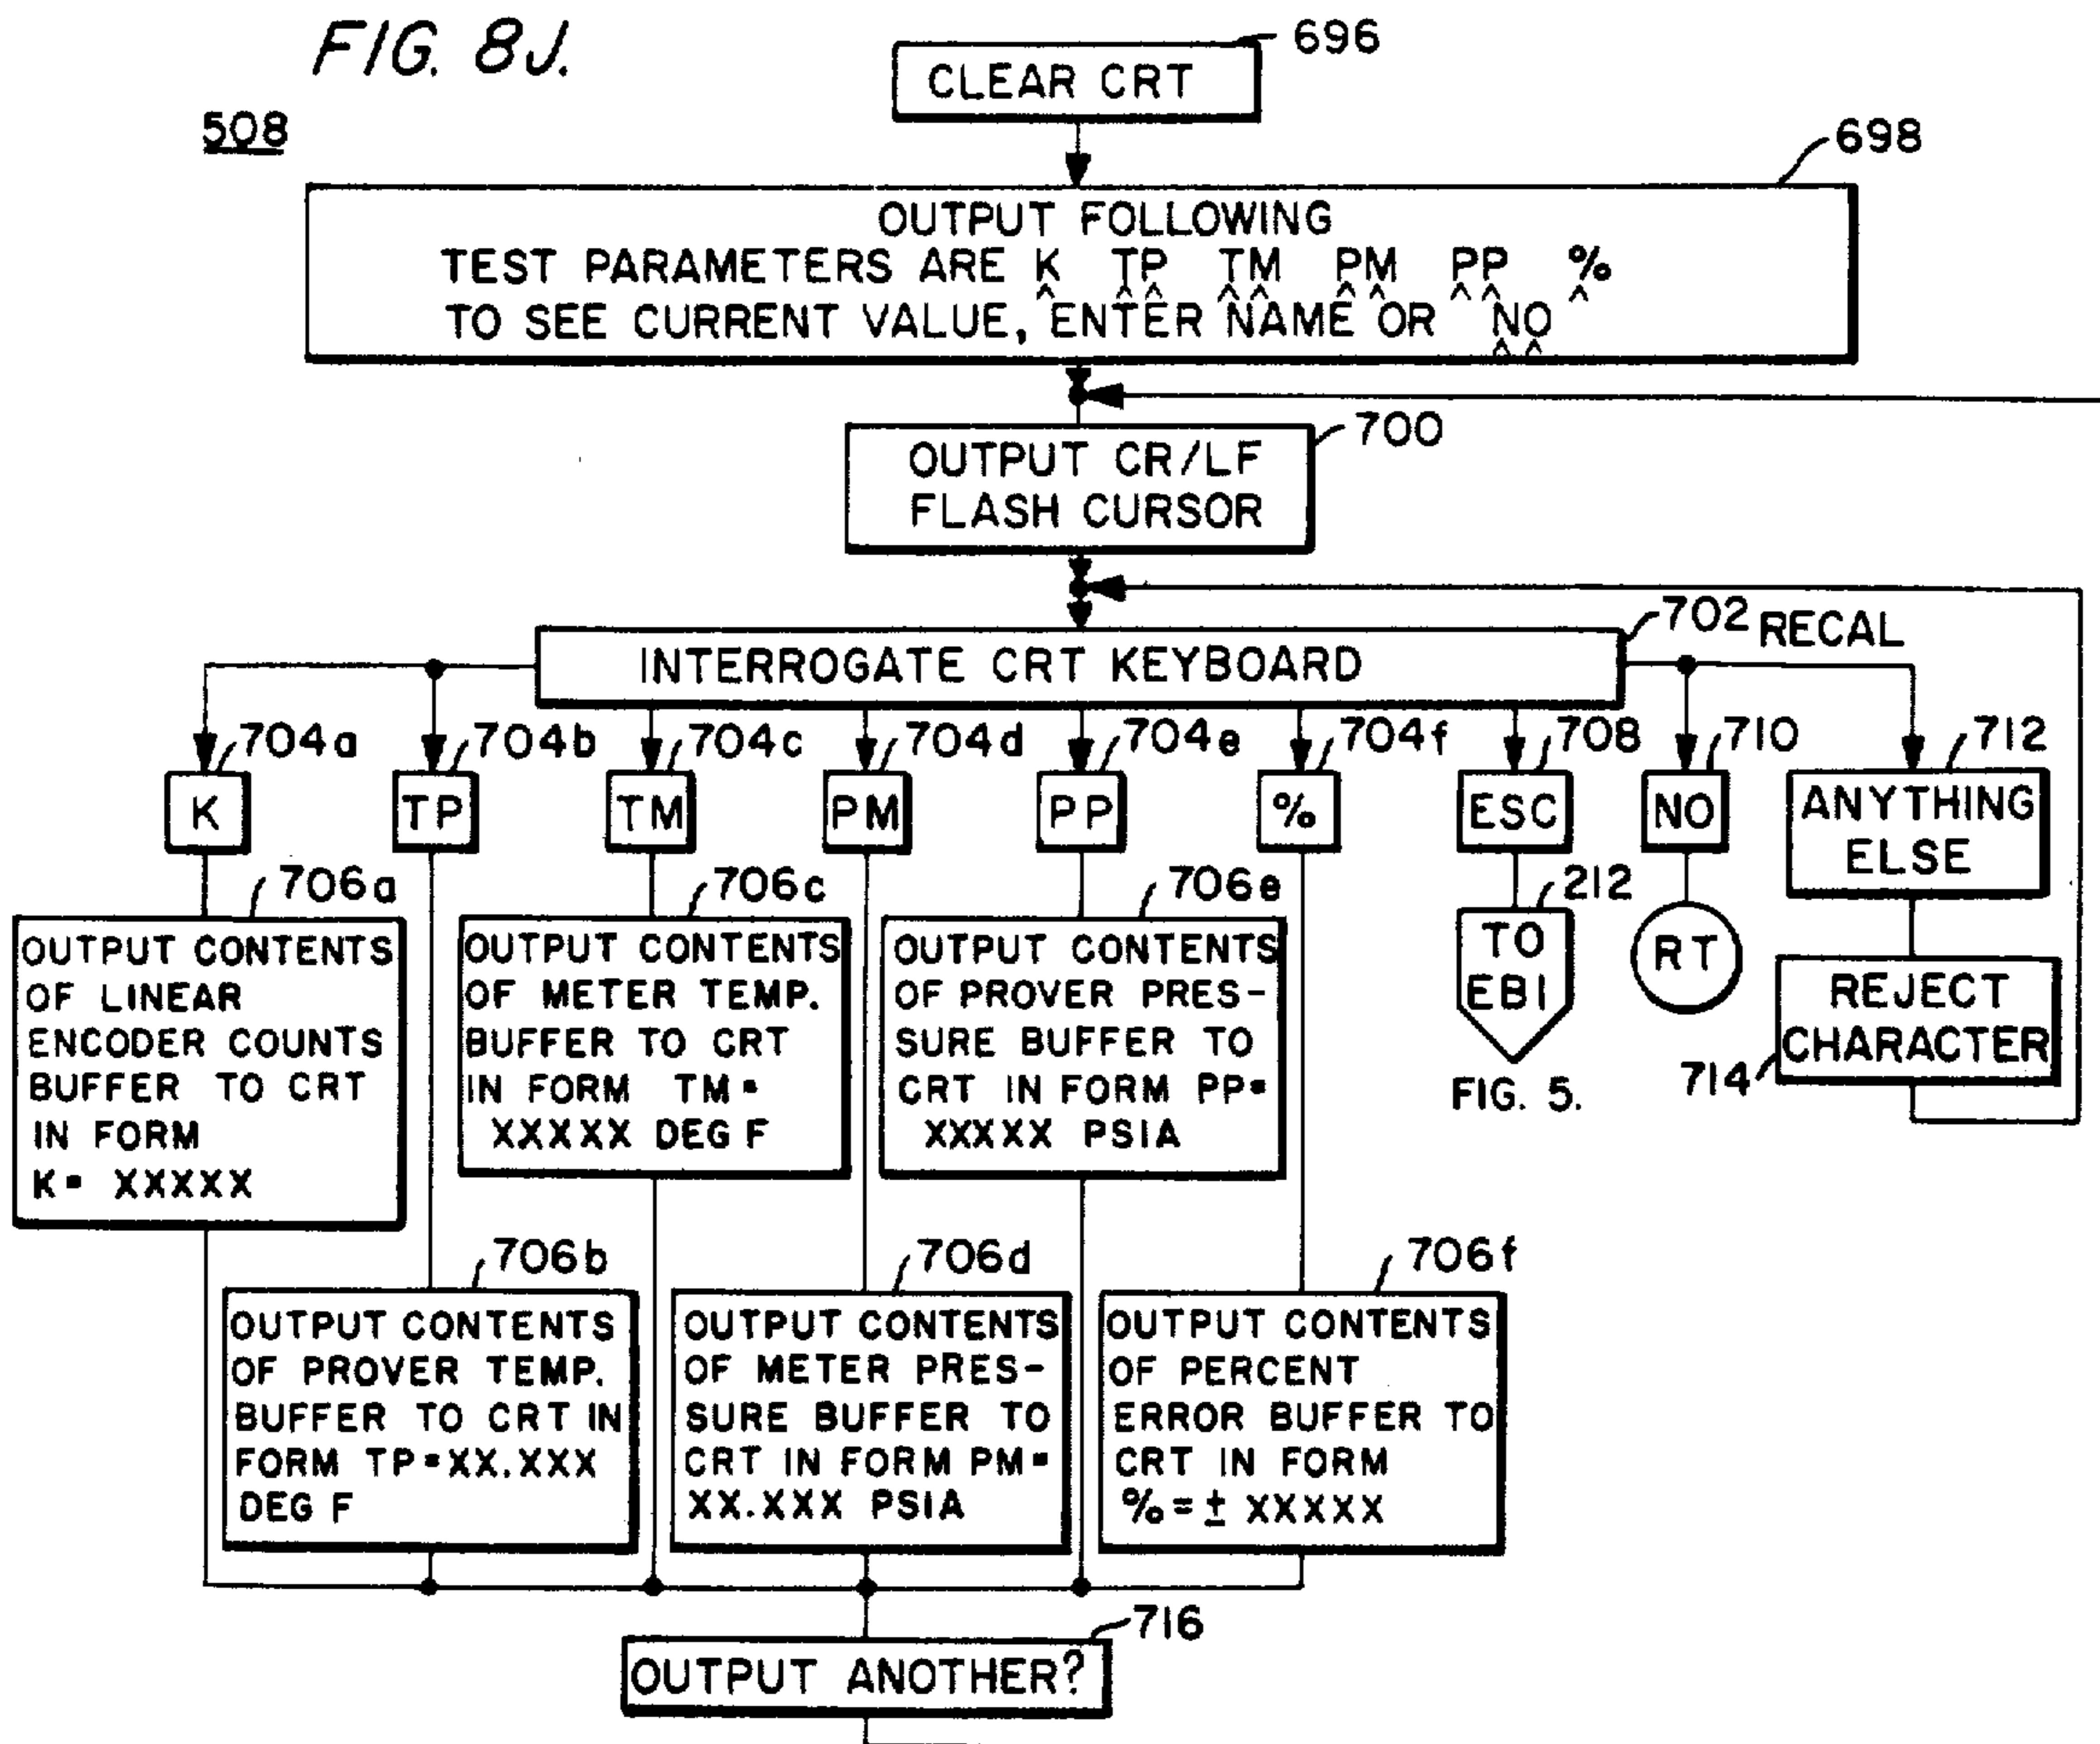 FIG. 8J.
508
696
CLEAR CRT
698
OUTPUT FOLLOWING
TEST PARAMETERS ARE K TP TM PM PP %
^ ^ ^ ^ ^ ^ ^ ^ ^ ^
TO SEE CURRENT VALUE, ENTER NAME OR NO
^ ^
700
OUTPUT CR/LF
FLASH CURSOR
702 RECAL
INTERROGATE CRT KEYBOARD
704a
704b
704c
704d
704e
704f
708
710
712
K
TP
TM
PM
PP
%
ESC
NO
ANYTHING
ELSE
706a
OUTPUT CONTENTS
OF LINEAR
ENCODER COUNTS
BUFFER TO CRT
IN FORM
K= XXXXX
706c
OUTPUT CONTENTS
OF METER TEMP.
BUFFER TO CRT
IN FORM TM=
XXXXX DEG F
706e
OUTPUT CONTENTS
OF PROVER PRES-
SURE BUFFER TO
CRT IN FORM PP=
XXXXX PSIA
212
TO
EB1
FIG. 5.
RT
714
REJECT
CHARACTER
706b
OUTPUT CONTENTS
OF PROVER TEMP.
BUFFER TO CRT IN
FORM TP=XX.XXX
DEG F
706d
OUTPUT CONTENTS
OF METER PRES-
SURE BUFFER TO
CRT IN FORM PM=
XX.XXX PSIA
706f
OUTPUT CONTENTS
OF PERCENT
ERROR BUFFER TO
CRT IN FORM
%=± XXXXX
716
OUTPUT ANOTHER?